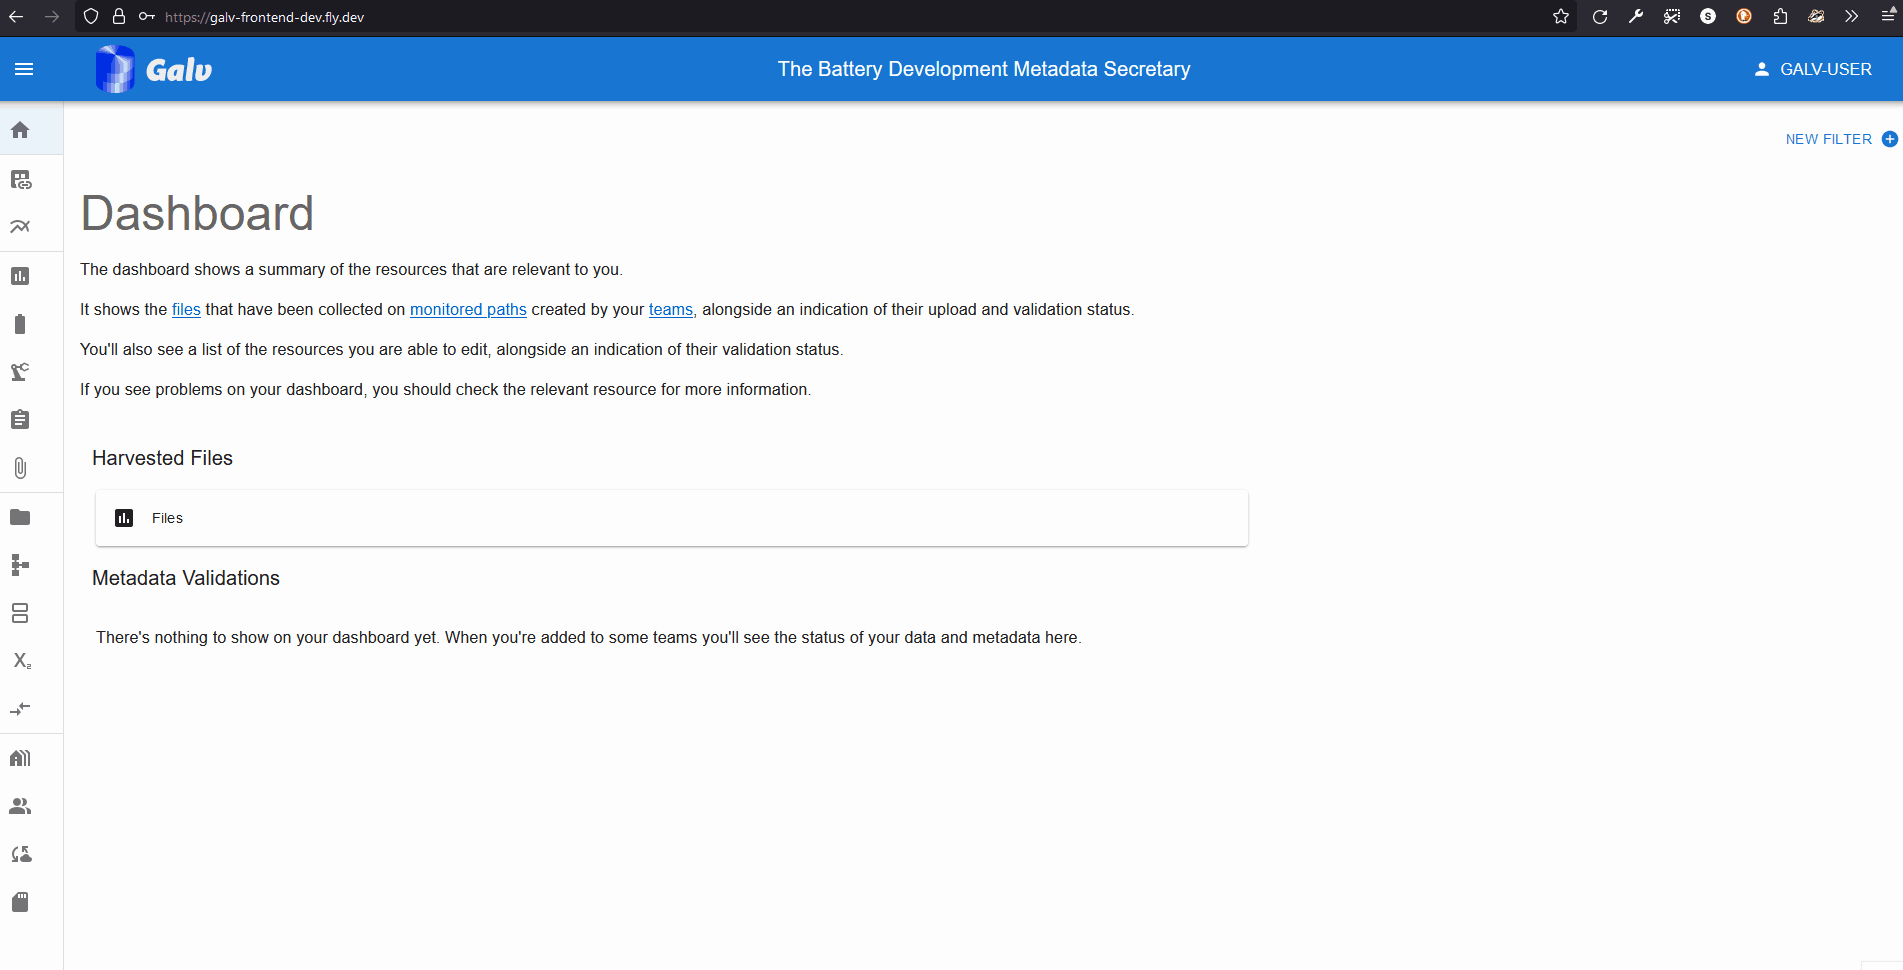 https://galv-frontend-dev.fly.dev
Galv
The Battery Development Metadata Secretary
GALV-USER
NEW FILTER
Dashboard
The dashboard shows a summary of the resources that are relevant to you.
It shows the files that have been collected on monitored paths created by your teams, alongside an indication of their upload and validation status.
You'll also see a list of the resources you are able to edit, alongside an indication of their validation status.
If you see problems on your dashboard, you should check the relevant resource for more information.
Harvested Files
Files
Metadata Validations
There's nothing to show on your dashboard yet. When you're added to some teams you'll see the status of your data and metadata here.
X₂